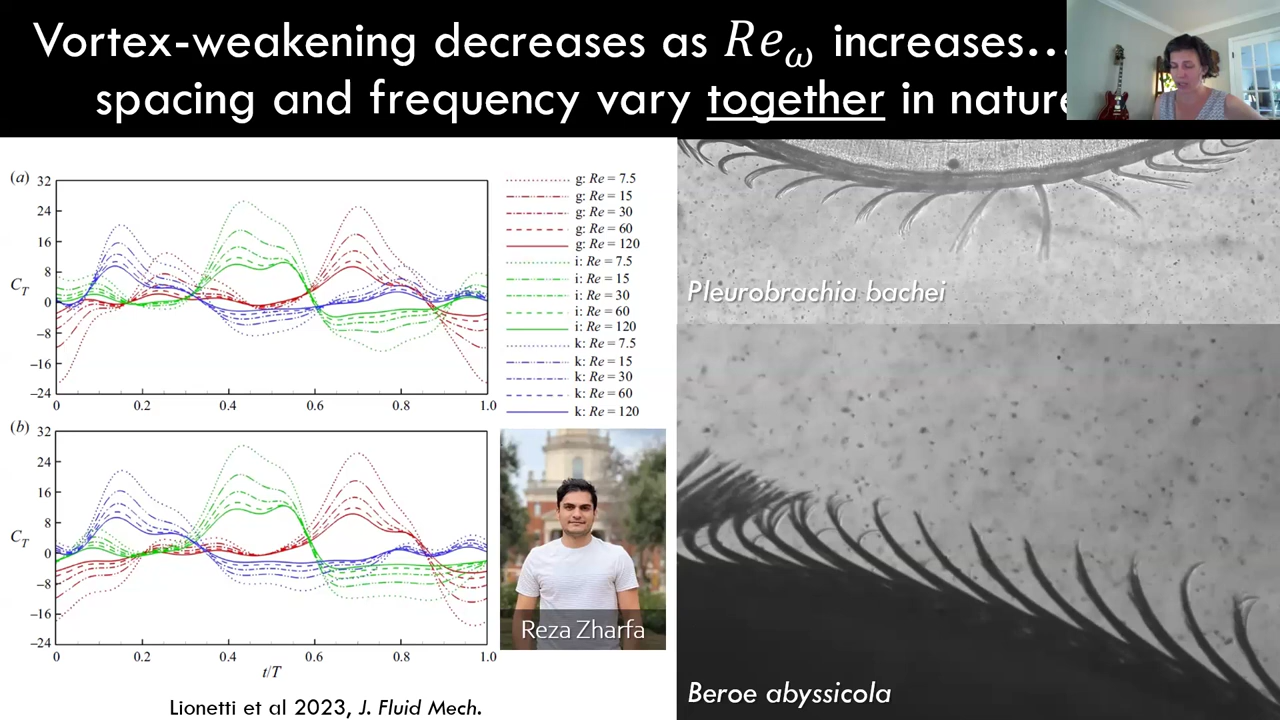 Vortex-weakening decreases as Re_ω increases…
spacing and frequency vary together in nature
(a)
32
24
16
8
0
−8
−16
−24
C_T
0 0.2 0.4 0.6 0.8 1.0
g: Re = 7.5
g: Re = 15
g: Re = 30
g: Re = 60
g: Re = 120
i: Re = 7.5
i: Re = 15
i: Re = 30
i: Re = 60
i: Re = 120
k: Re = 7.5
k: Re = 15
k: Re = 30
k: Re = 60
k: Re = 120
(b)
32
24
16
8
0
−8
−16
−24
C_T
0 0.2 0.4 0.6 0.8 1.0
t/T
Reza Zharfa
Lionetti et al 2023, J. Fluid Mech.
Pleurobrachia bachei
Beroe abyssicola